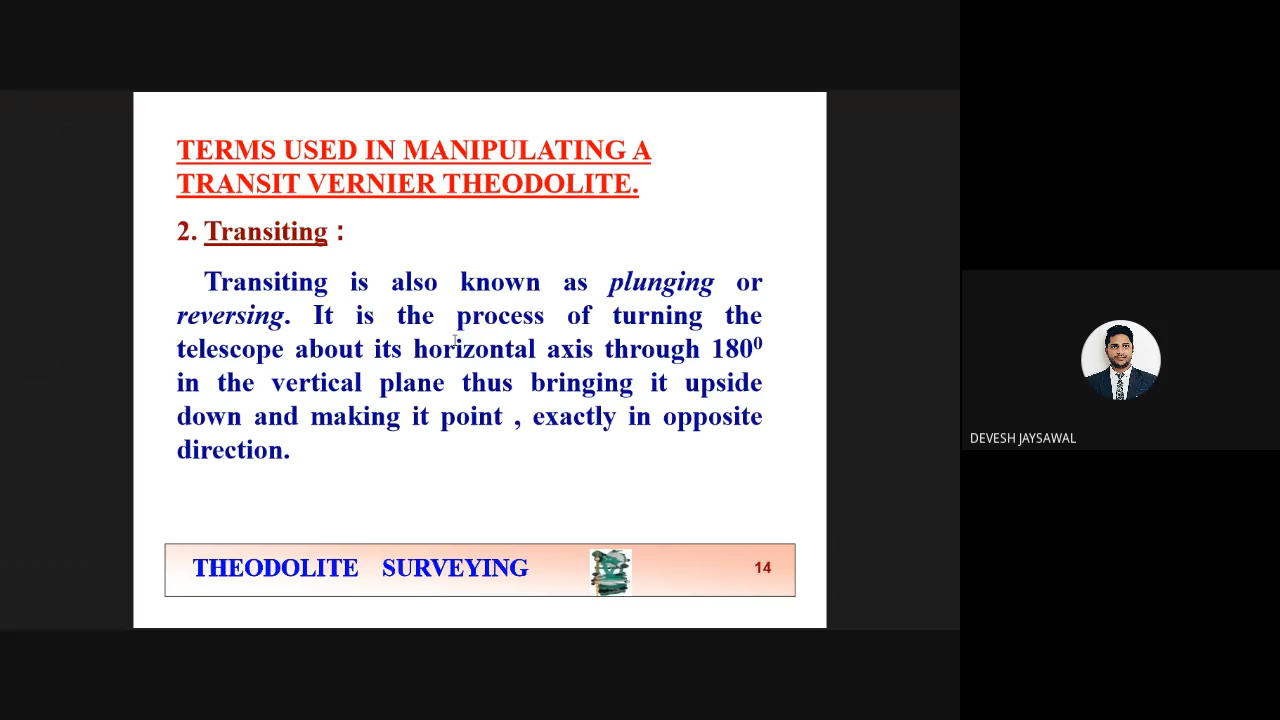 TERMS USED IN MANIPULATING A
TRANSIT VERNIER THEODOLITE.
2. Transiting :
Transiting is also known as plunging or
reversing. It is the process of turning the
telescope about its horizontal axis through 180⁰
in the vertical plane thus bringing it upside
down and making it point , exactly in opposite
direction.
THEODOLITE SURVEYING
14
DEVESH JAYSAWAL